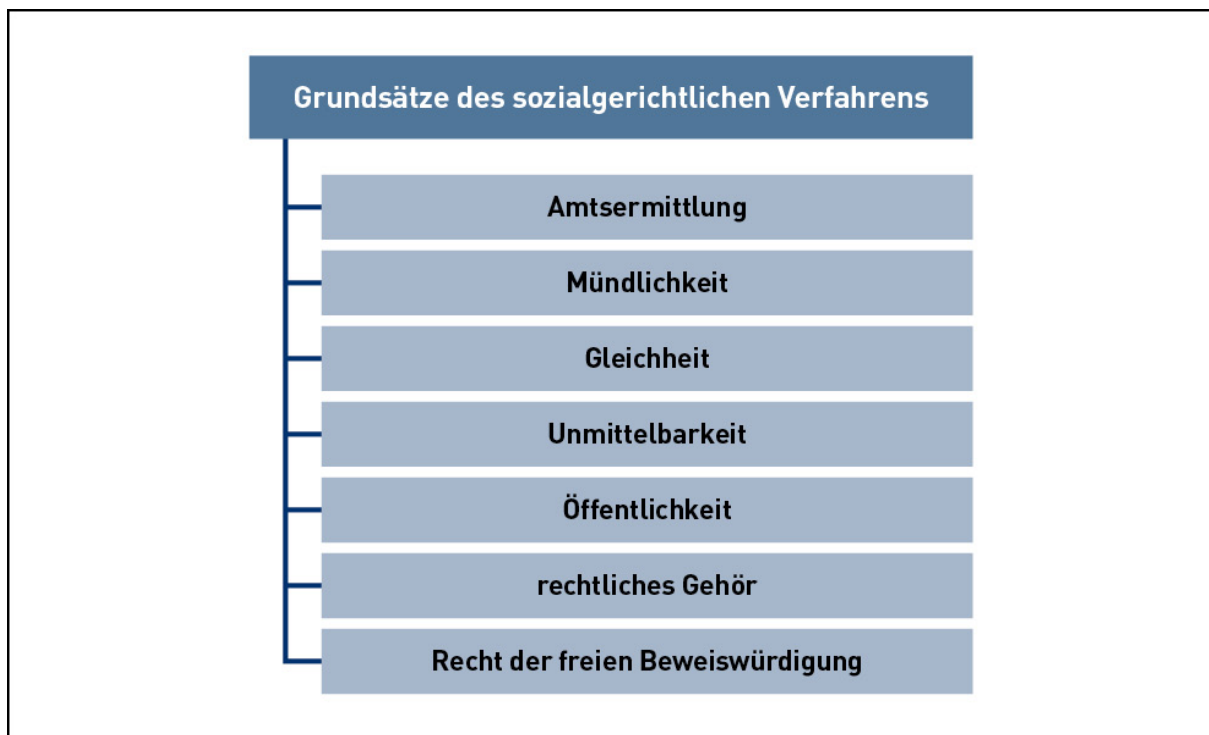 Grundsätze des sozialgerichtlichen Verfahrens
Amtsermittlung
Mündlichkeit
Gleichheit
Unmittelbarkeit
Öffentlichkeit
rechtliches Gehör
Recht der freien Beweiswürdigung